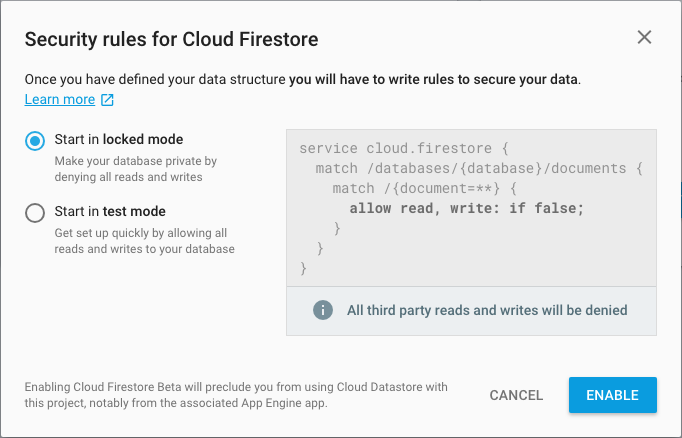 Security rules for Cloud Firestore
Once you have defined your data structure you will have to write rules to secure your data.
Learn more
Start in locked mode
Make your database private by
denying all reads and writes
Start in test mode
Get set up quickly by allowing all
reads and writes to your database
service cloud.firestore {
  match /databases/{database}/documents {
    match /{document=**} {
      allow read, write: if false;
    }
  }
}
All third party reads and writes will be denied
Enabling Cloud Firestore Beta will preclude you from using Cloud Datastore with
this project, notably from the associated App Engine app.
CANCEL
ENABLE